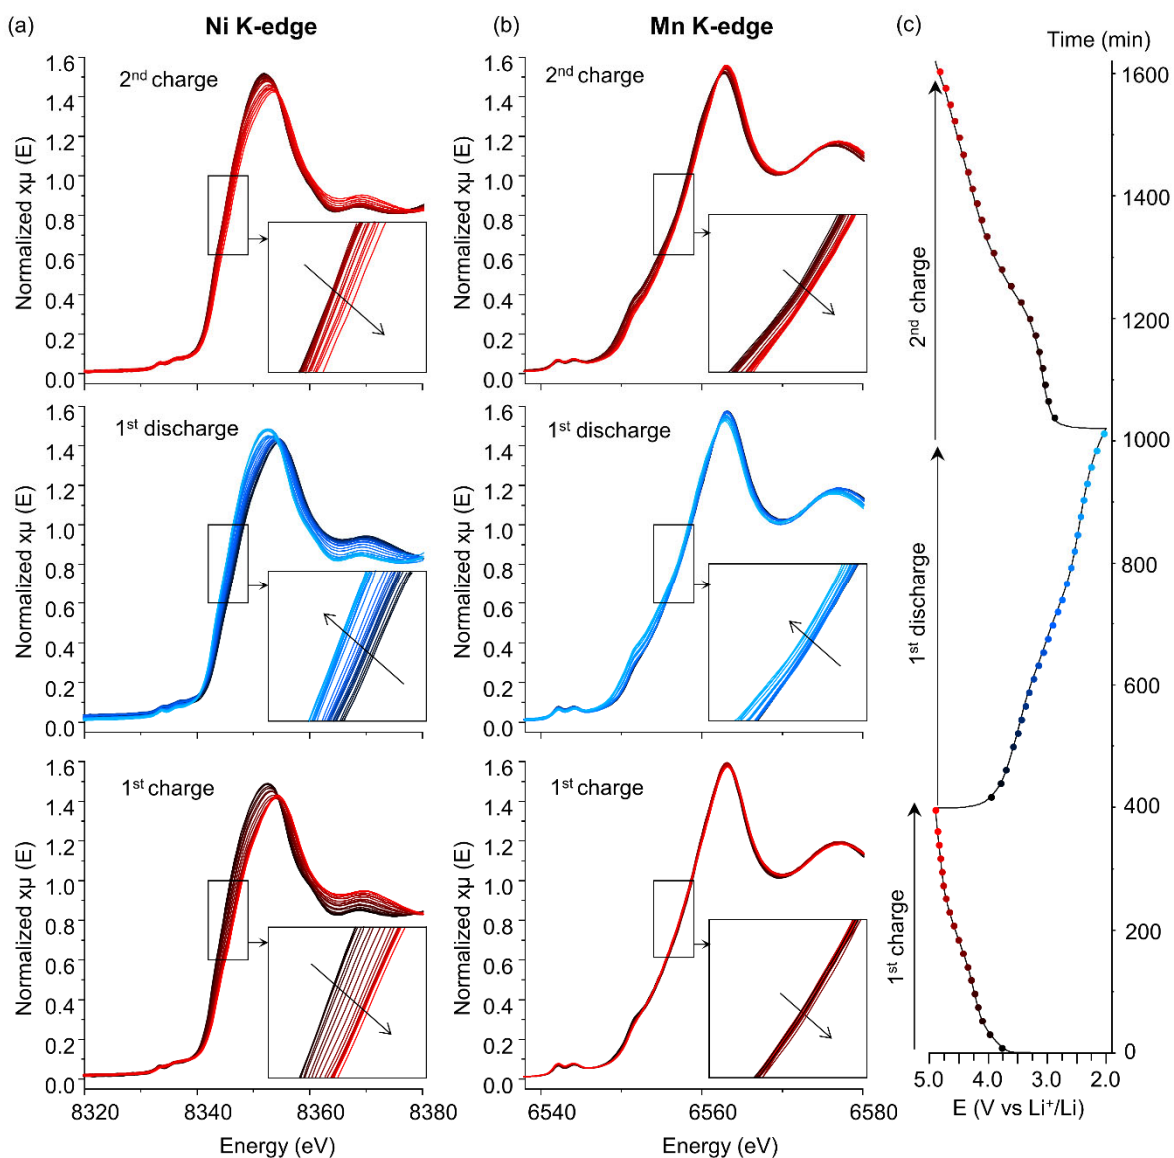 (a)
Ni K-edge
(b)
Mn K-edge
(c)
Time (min)
1.6
1.4
1.2
1.0
0.8
0.6
0.4
0.2
0.0
Normalized xμ (E)
2nd charge
1.6
1.4
1.2
1.0
0.8
0.6
0.4
0.2
0.0
Normalized xμ (E)
2nd charge
1.6
1.4
1.2
1.0
0.8
0.6
0.4
0.2
0.0
Normalized xμ (E)
1st discharge
1.6
1.4
1.2
1.0
0.8
0.6
0.4
0.2
0.0
Normalized xμ (E)
1st discharge
1.6
1.4
1.2
1.0
0.8
0.6
0.4
0.2
0.0
Normalized xμ (E)
1st charge
8320 8340 8360 8380
Energy (eV)
1.6
1.4
1.2
1.0
0.8
0.6
0.4
0.2
0.0
Normalized xμ (E)
1st charge
6540 6560 6580
Energy (eV)
2nd charge
1st discharge
1st charge
1600
1400
1200
1000
800
600
400
200
0
5.0 4.0 3.0 2.0
E (V vs Li+/Li)